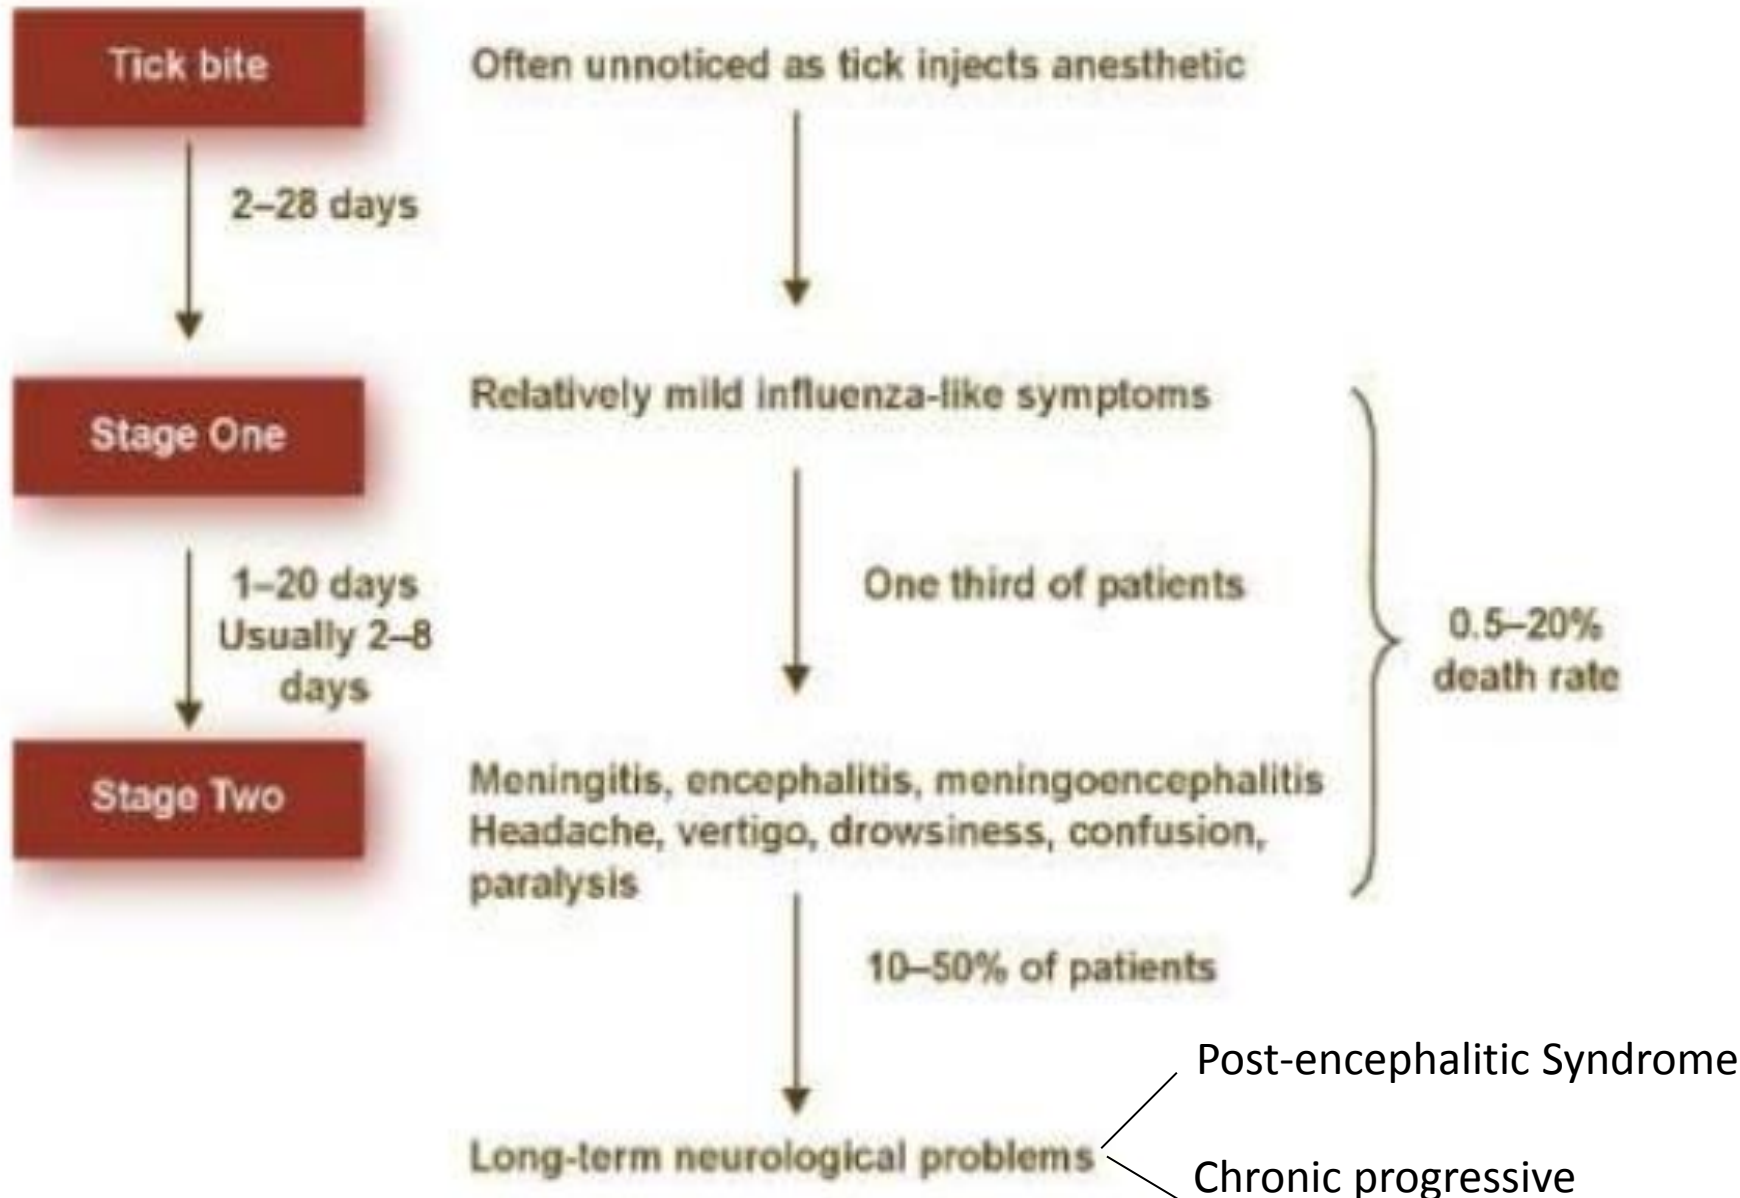 Tick bite
Often unnoticed as tick injects anesthetic
2–28 days
Stage One
Relatively mild influenza-like symptoms
1–20 days
Usually 2–8
days
One third of patients
0.5–20%
death rate
Stage Two
Meningitis, encephalitis, meningoencephalitis
Headache, vertigo, drowsiness, confusion,
paralysis
10–50% of patients
Long-term neurological problems
Post-encephalitic Syndrome
Chronic progressive